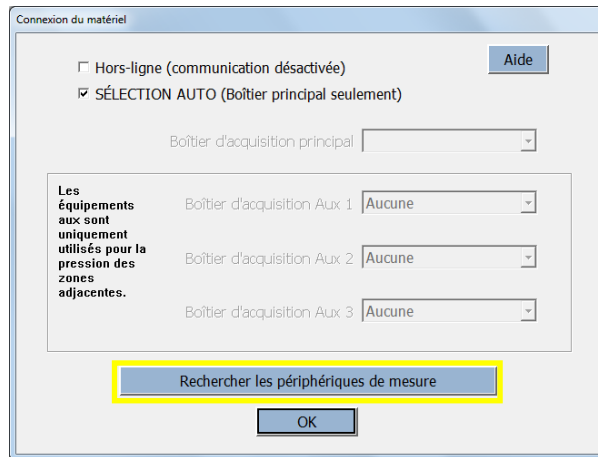 Connexion du matériel
Hors-ligne (communication désactivée)
Aide
SÉLECTION AUTO (Boîtier principal seulement)
Boîtier d'acquisition principal
Les
équipements
aux sont
uniquement
utilisés pour la
pression des
zones
adjacentes.
Boîtier d'acquisition Aux 1 Aucune
Boîtier d'acquisition Aux 2 Aucune
Boîtier d'acquisition Aux 3 Aucune
Rechercher les périphériques de mesure
OK